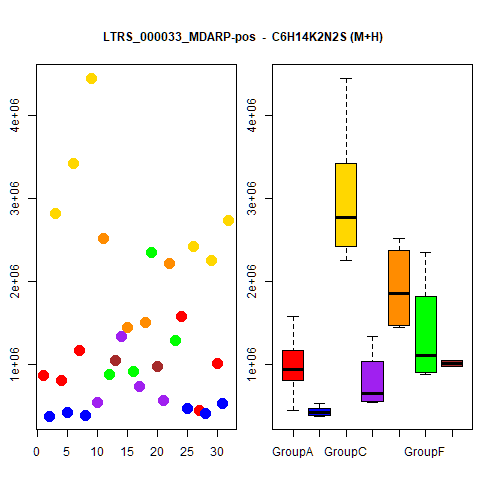 LTRS_000033_MDARP-pos - C6H14K2N2S (M+H)
4e+06
3e+06
2e+06
1e+06
0 5 10 15 20 25 30
4e+06
3e+06
2e+06
1e+06
GroupA GroupC GroupF